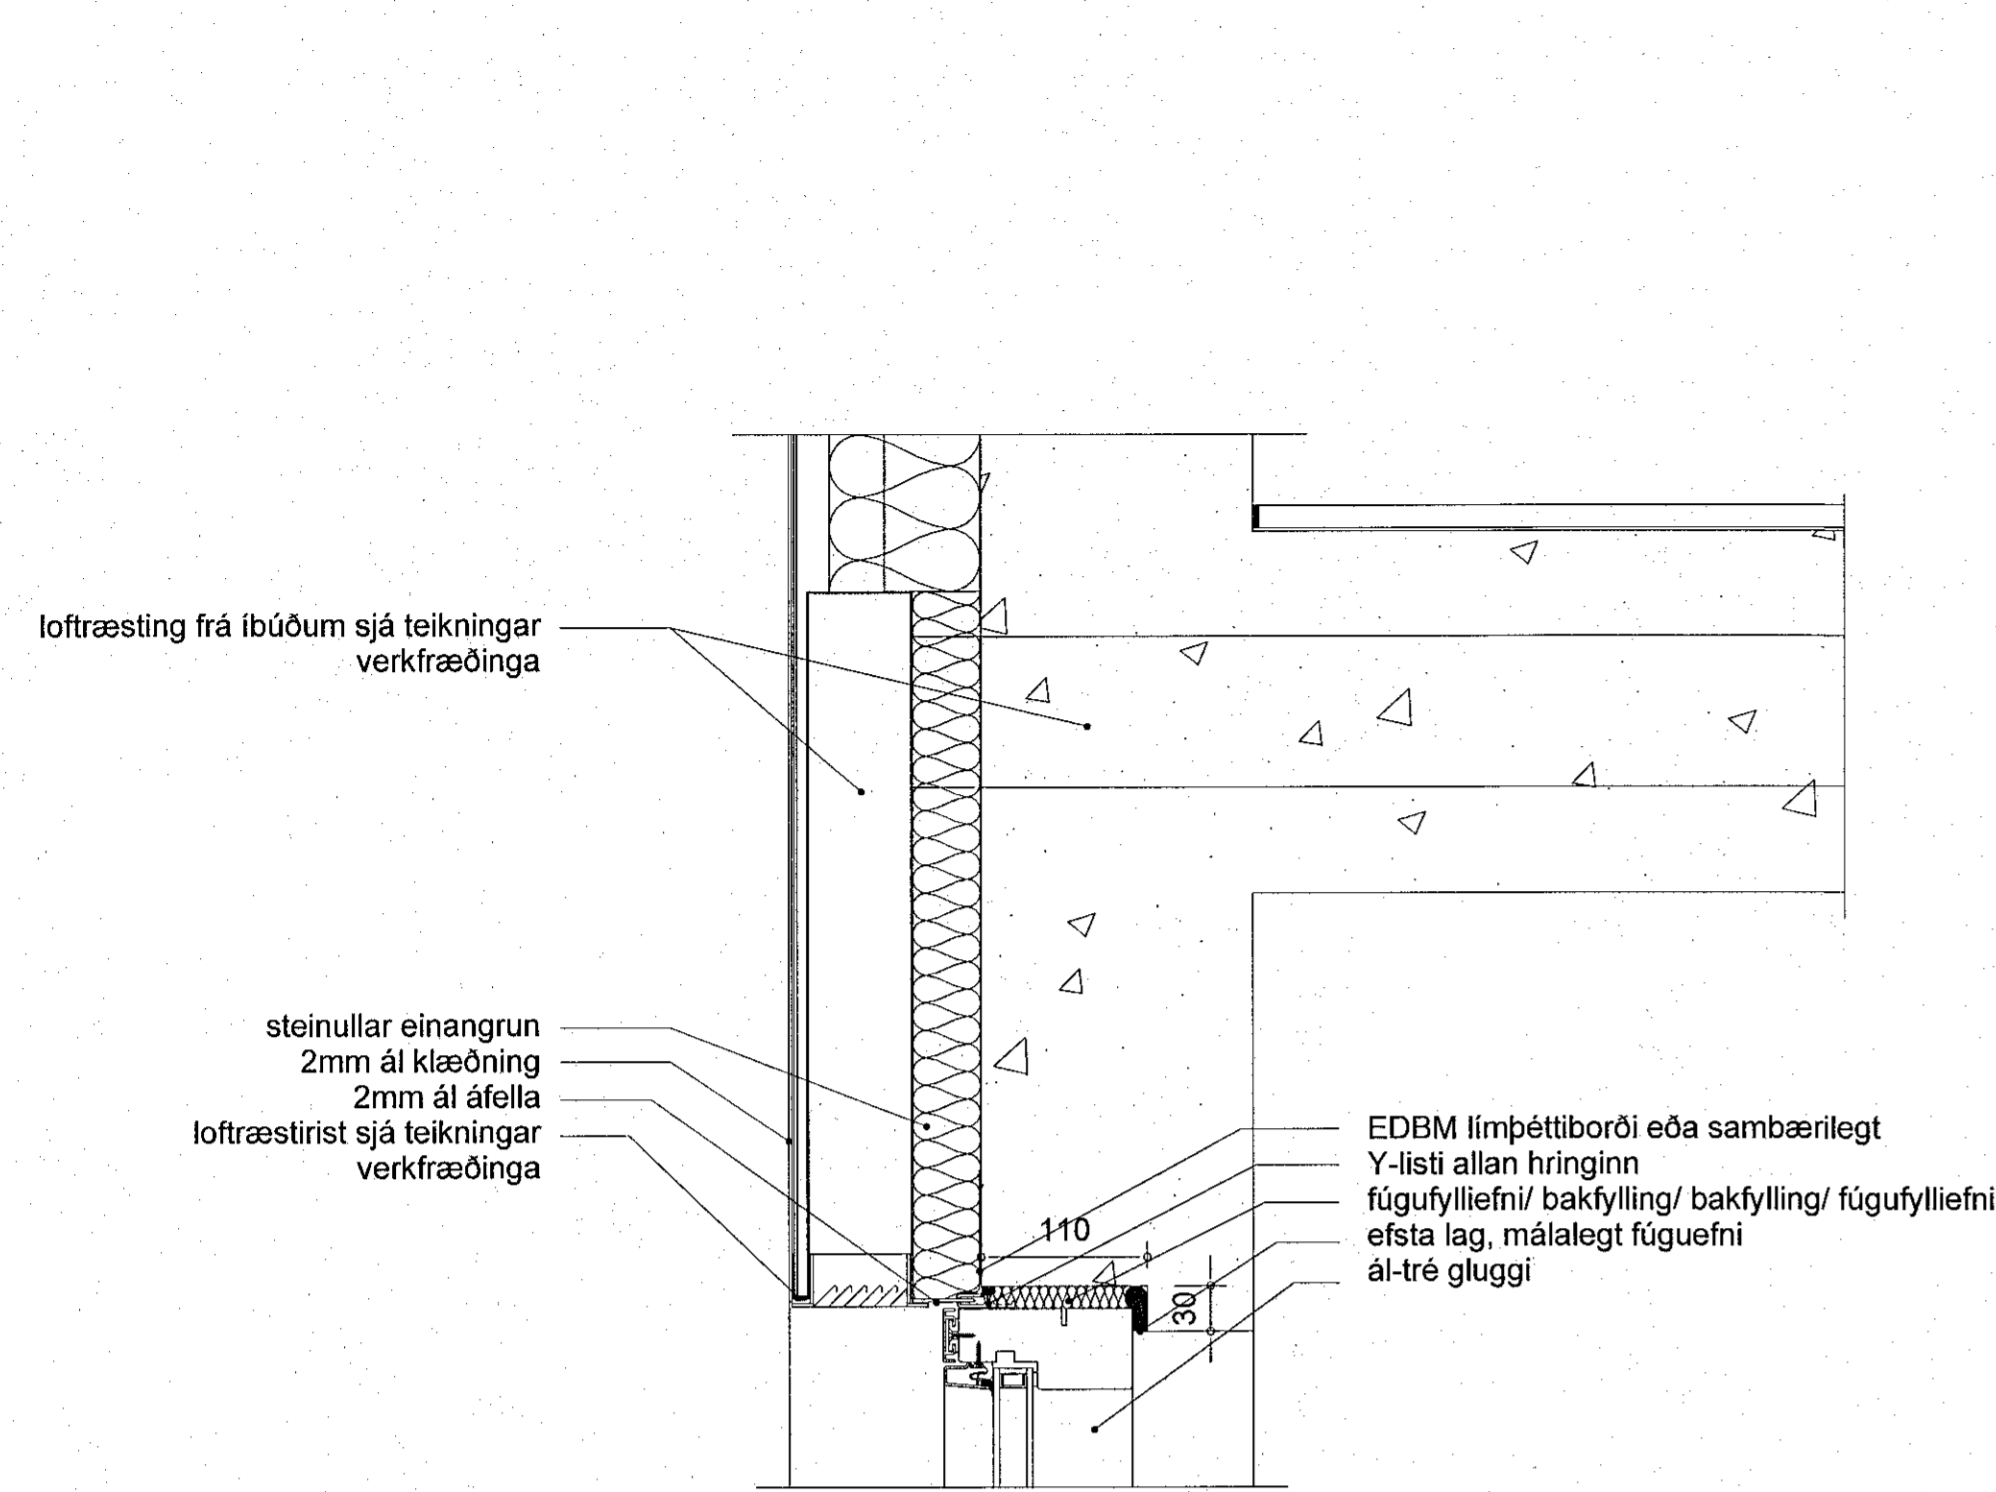 loftræsting frá íbúðum sjá teikningar
verkfræðinga
steinullar einangrun
2mm ál klæðning
2mm ál áfella
loftræstirist sjá teikningar
verkfræðinga
EDBM límþéttiborði eða sambærilegt
Y-listi allan hringinn
fúgufylliefni/ bakfylling/ bakfylling/ fúgufylliefni
efsta lag, málalegt fúguefni
ál-tré gluggi
110
30